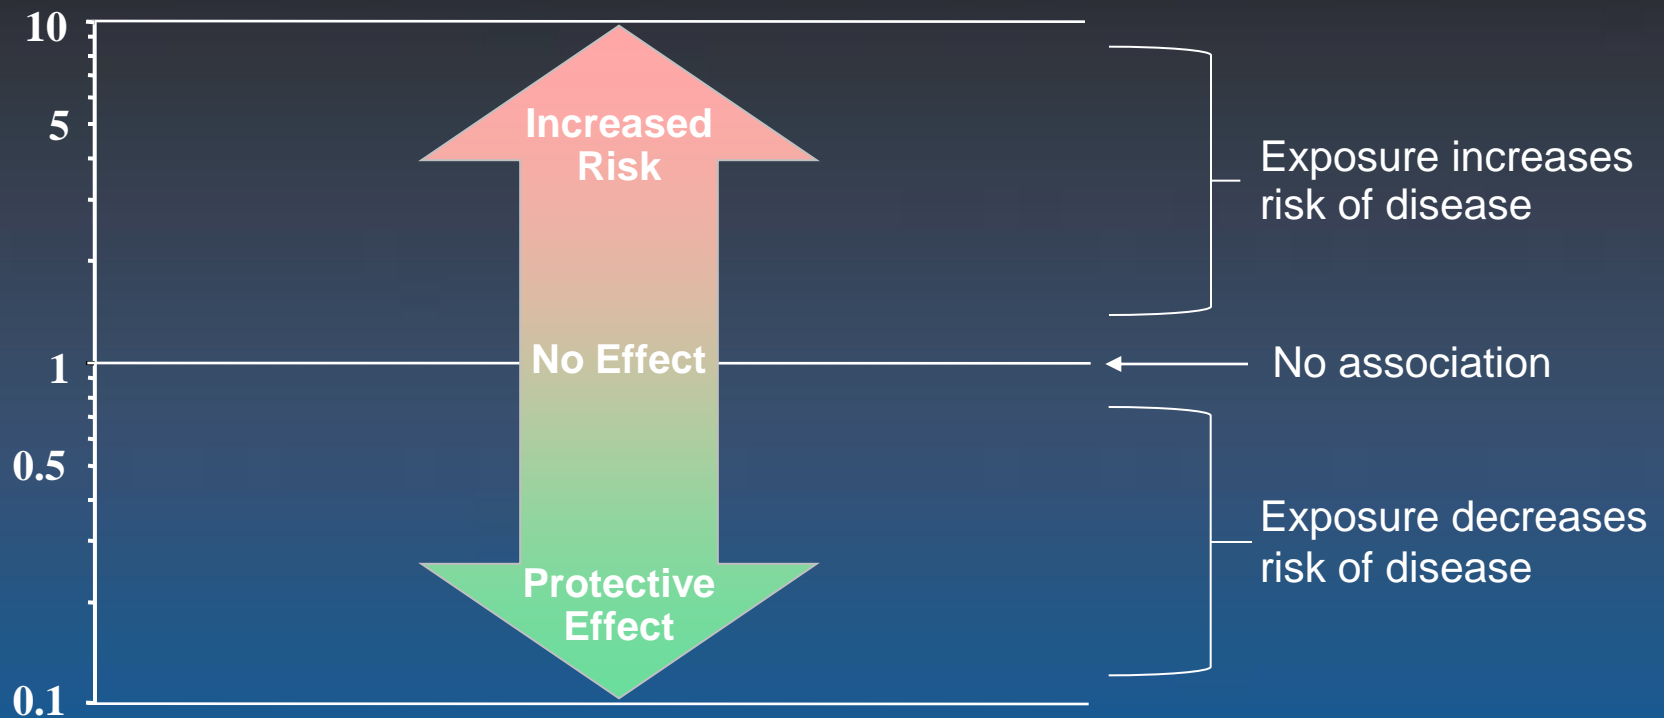 10
5
1
0.5
0.1
Increased
Risk
No Effect
Protective
Effect
Exposure increases
risk of disease
No association
Exposure decreases
risk of disease